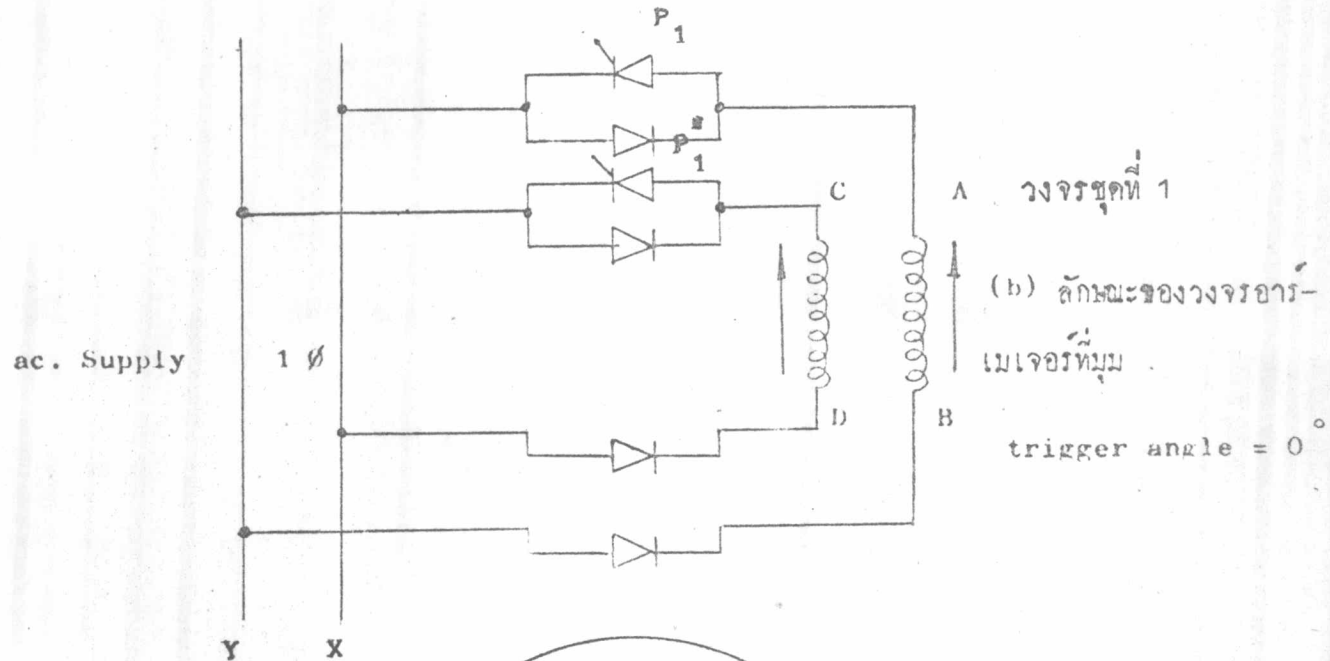 P1
P1*
C
A วงจรชุดที่ 1
(b) ลักษณะของวงจรอาร์-
ac. Supply 1 Ø เมเจอร์ที่มุม
D B
trigger angle = 0°
Y X